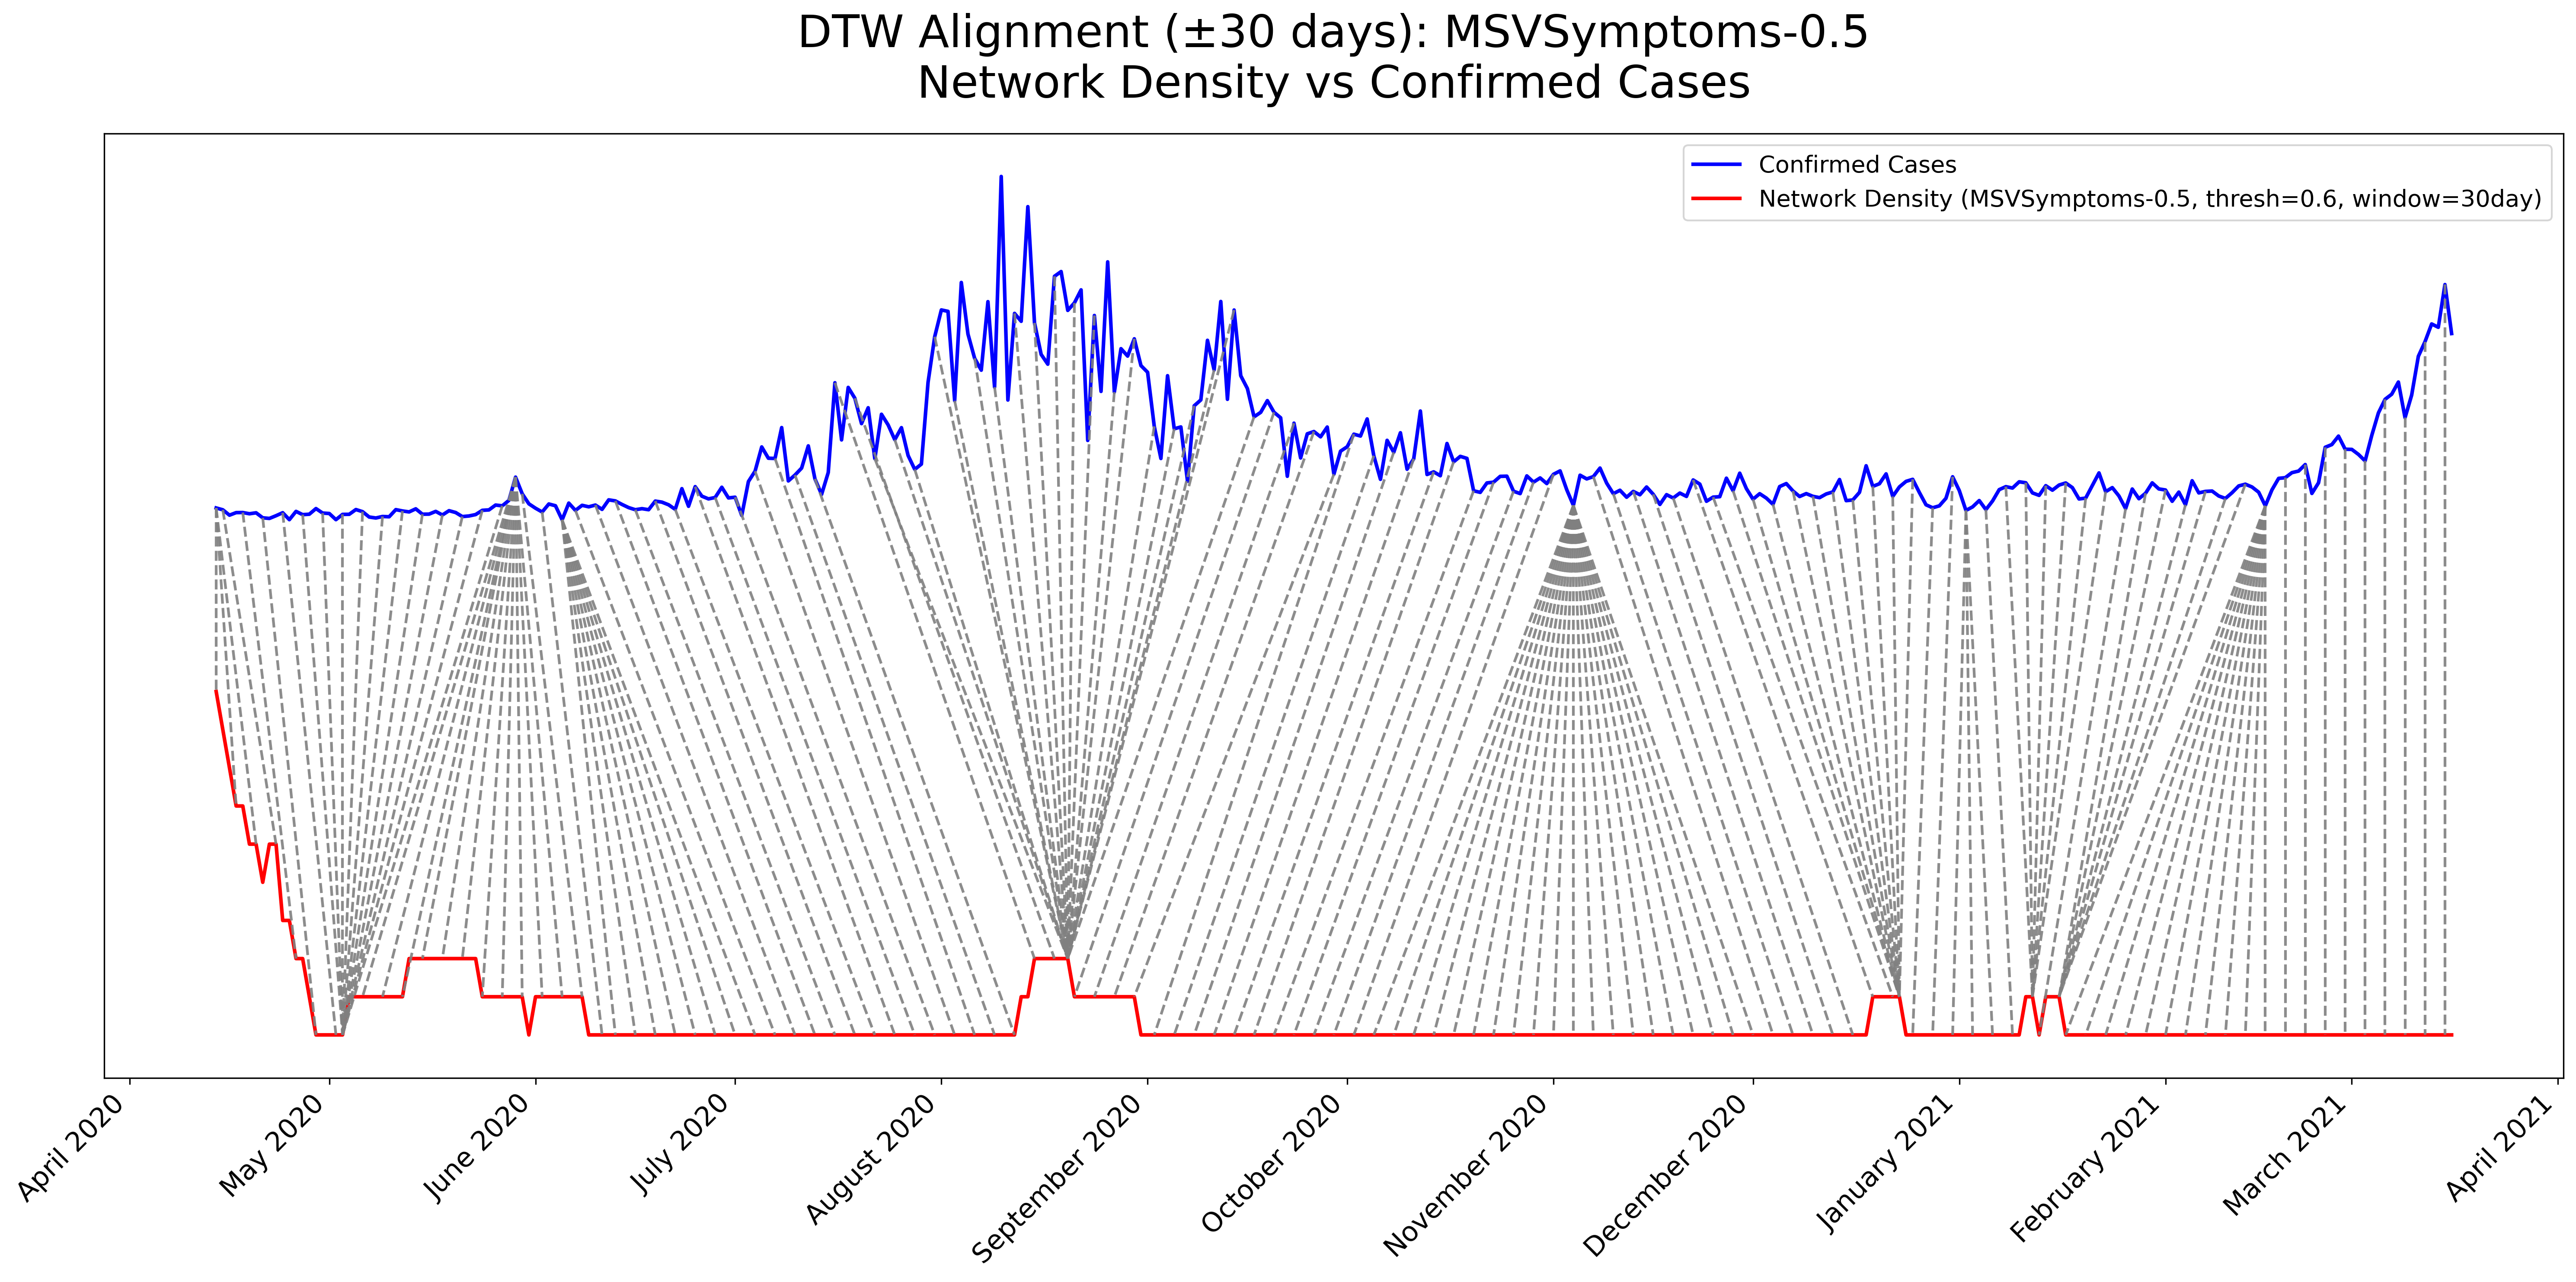 DTW Alignment (±30 days): MSVSymptoms-0.5
Network Density vs Confirmed Cases
Confirmed Cases
Network Density (MSVSymptoms-0.5, thresh=0.6, window=30day)
April 2020
May 2020
June 2020
July 2020
August 2020
September 2020
October 2020
November 2020
December 2020
January 2021
February 2021
March 2021
April 2021